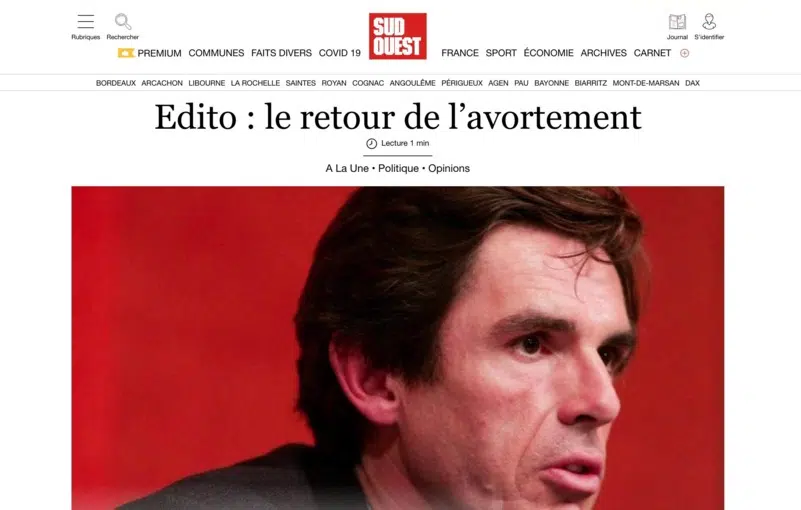 Rubriques
Rechercher
SUD
OUEST
Journal
S'identifier
PREMIUM COMMUNES FAITS DIVERS COVID 19 FRANCE SPORT ÉCONOMIE ARCHIVES CARNET
BORDEAUX ARCACHON LIBOURNE LA ROCHELLE SAINTES ROYAN COGNAC ANGOULÊME PÉRIGUEUX AGEN PAU BAYONNE BIARRITZ MONT-DE-MARSAN DAX
Edito : le retour de l’avortement
Lecture 1 min
A La Une • Politique • Opinions